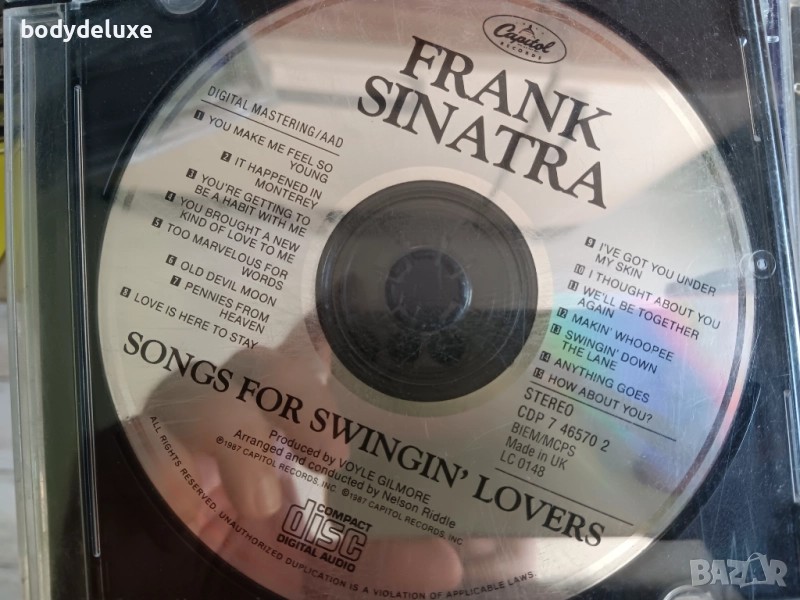 bodydeluxe
Capitol
RECORDS
FRANK
SINATRA
DIGITAL MASTERING/AAD
1 YOU MAKE ME FEEL SO
YOUNG
2 IT HAPPENED IN
MONTEREY
3 YOU'RE GETTING TO
BE A HABIT WITH ME
4 YOU BROUGHT A NEW
KIND OF LOVE TO ME
5 TOO MARVELOUS FOR
WORDS
6 OLD DEVIL MOON
7 PENNIES FROM
HEAVEN
8 LOVE IS HERE TO STAY
9 I'VE GOT YOU UNDER
MY SKIN
10 I THOUGHT ABOUT YOU
11 WE'LL BE TOGETHER
AGAIN
12 MAKIN' WHOOPEE
13 SWINGIN' DOWN
THE LANE
14 ANYTHING GOES
15 HOW ABOUT YOU?
STEREO
CDP 7 46570 2
BIEM/MCPS
Made in UK
LC 0148
SONGS FOR SWINGIN' LOVERS
Produced by VOYLE GILMORE
Arranged and conducted by Nelson Riddle
℗1987 CAPITOL RECORDS, INC. ©1987 CAPITOL RECORDS, INC.
COMPACT
disc
DIGITAL AUDIO
ALL RIGHTS RESERVED. UNAUTHORIZED DUPLICATION IS A VIOLATION OF APPLICABLE LAWS.
BAZAR